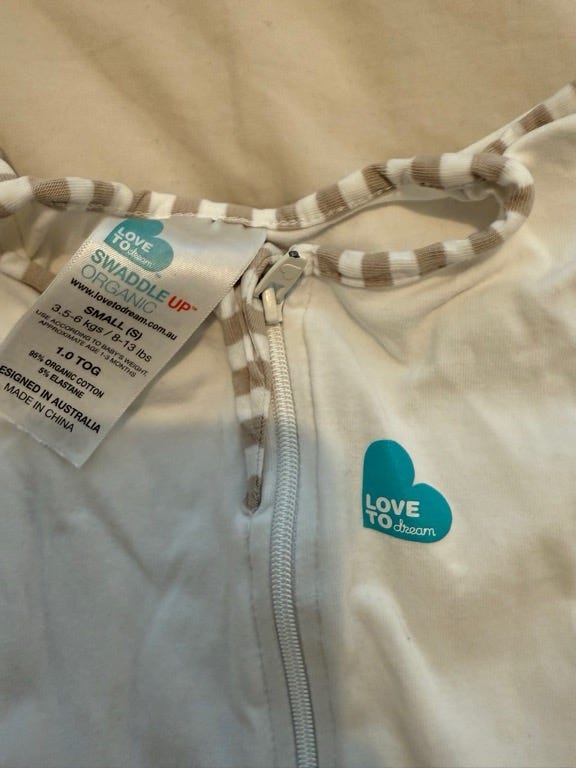 LOVE
TO dream™
SWADDLE UP™
ORGANIC
www.lovetodream.com.au
SMALL (S)
3.5-6 kgs / 8-13 lbs
USE ACCORDING TO BABY'S WEIGHT.
APPROXIMATE AGE 1-3 MONTHS
1.0 TOG
95% ORGANIC COTTON
5% ELASTANE
DESIGNED IN AUSTRALIA
MADE IN CHINA
LOVE
TO dream